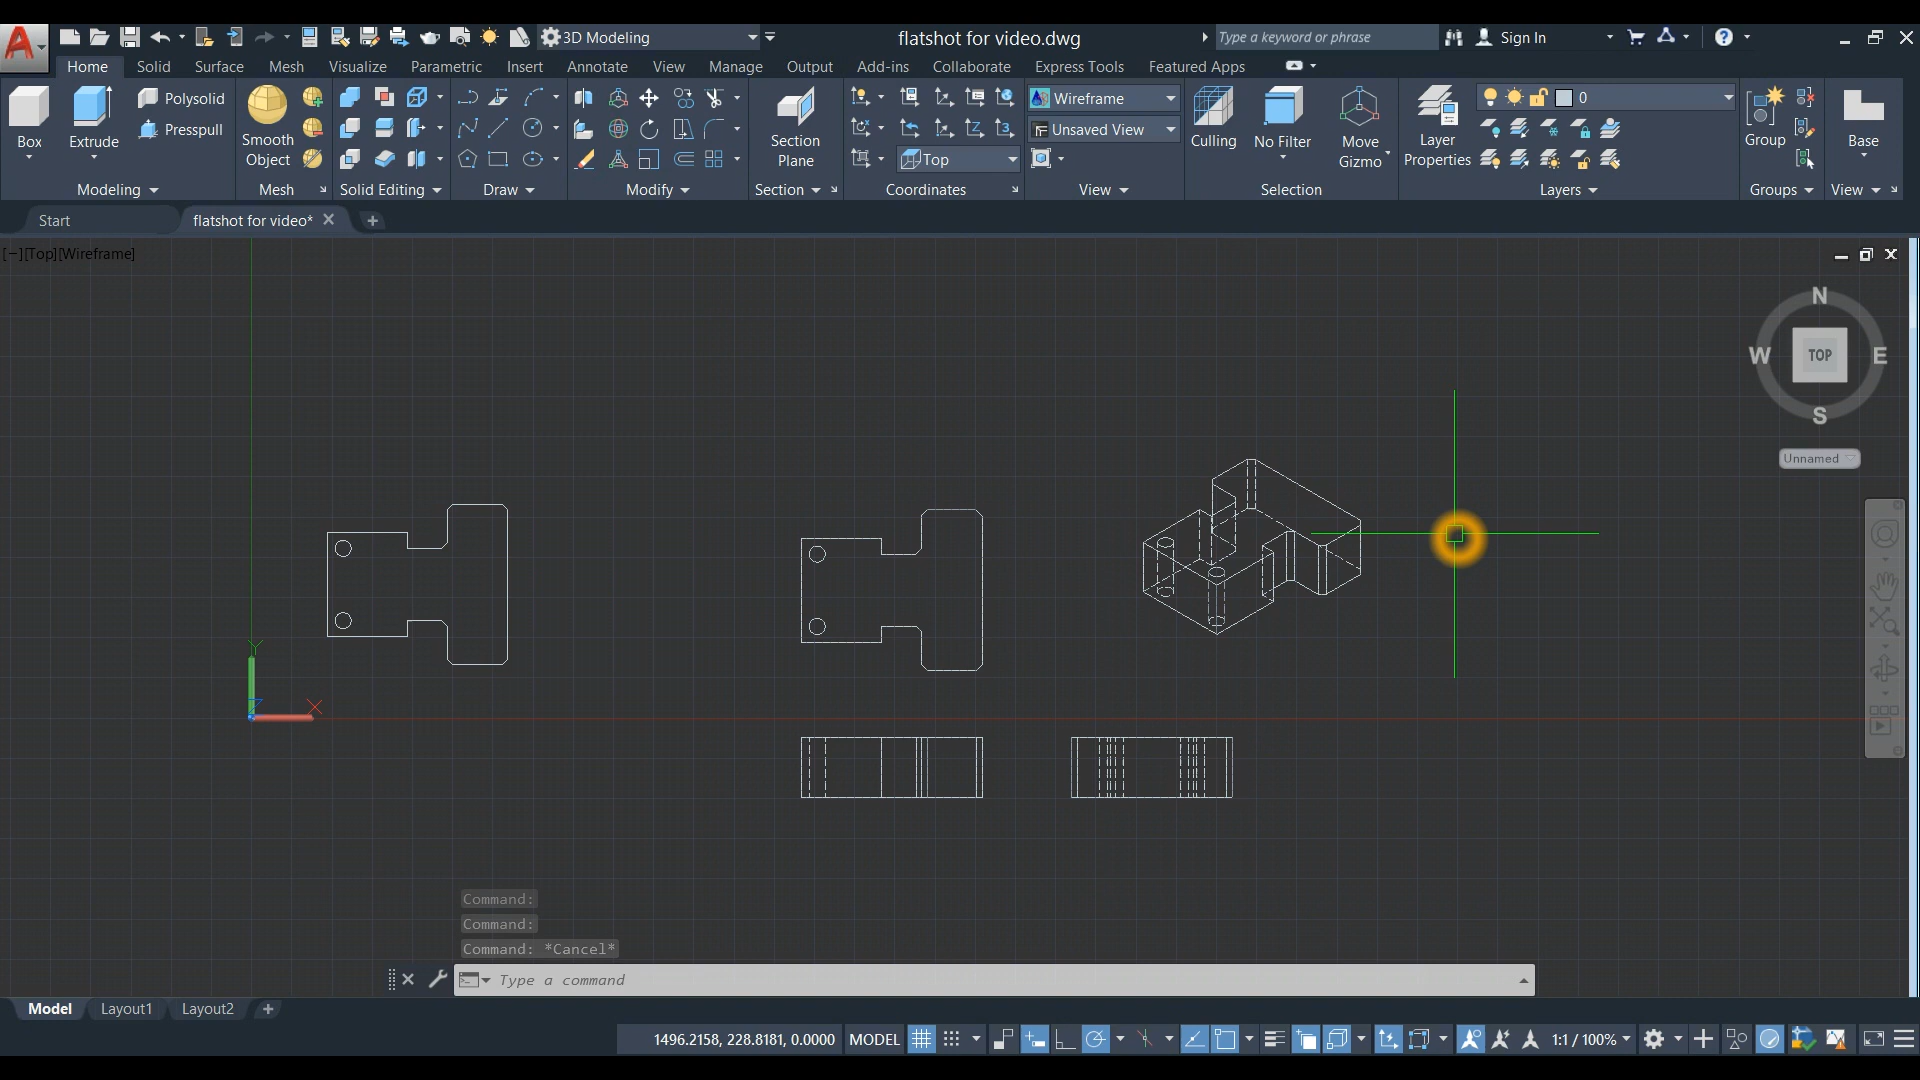 3D Modeling
flatshot for video.dwg
Type a keyword or phrase
Sign In
Home Solid Surface Mesh Visualize Parametric Insert Annotate View Manage Output Add-ins Collaborate Express Tools Featured Apps
Box
Extrude
Polysolid
Presspull
Smooth
Object
Section
Plane
Wireframe
Unsaved View
Top
Culling
No Filter
Move
Gizmo
Layer
Properties
0
Group
Base
Modeling Mesh Solid Editing Draw Modify Section Coordinates View Selection Layers Groups View
Start
flatshot for video*
[−][Top][Wireframe]
N
W TOP E
S
Unnamed
Y
X
Command:
Command:
Command: *Cancel*
Type a command
Model Layout1 Layout2
1496.2158, 228.8181, 0.0000 MODEL 1:1 / 100%